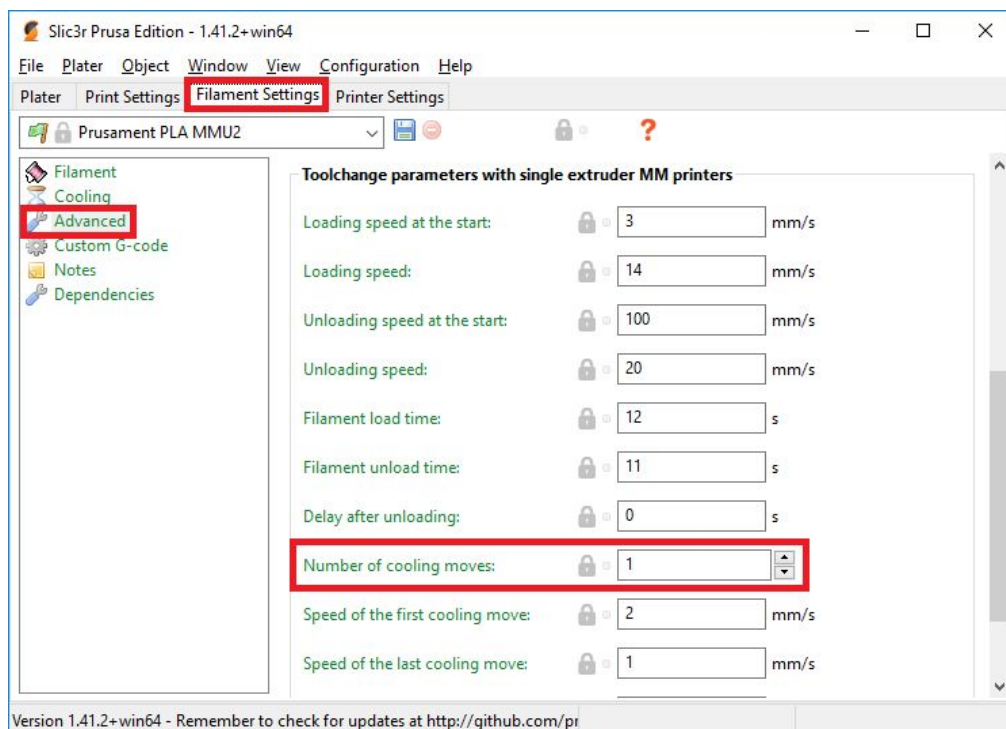 Slic3r Prusa Edition - 1.41.2+win64
File Plater Object Window View Configuration Help
Plater Print Settings Filament Settings Printer Settings
Prusament PLA MMU2 ?
Filament
Cooling
Advanced
Custom G-code
Notes
Dependencies
Toolchange parameters with single extruder MM printers
Loading speed at the start: 3 mm/s
Loading speed: 14 mm/s
Unloading speed at the start: 100 mm/s
Unloading speed: 20 mm/s
Filament load time: 12 s
Filament unload time: 11 s
Delay after unloading: 0 s
Number of cooling moves: 1
Speed of the first cooling move: 2 mm/s
Speed of the last cooling move: 1 mm/s
Version 1.41.2+win64 - Remember to check for updates at http://github.com/pr